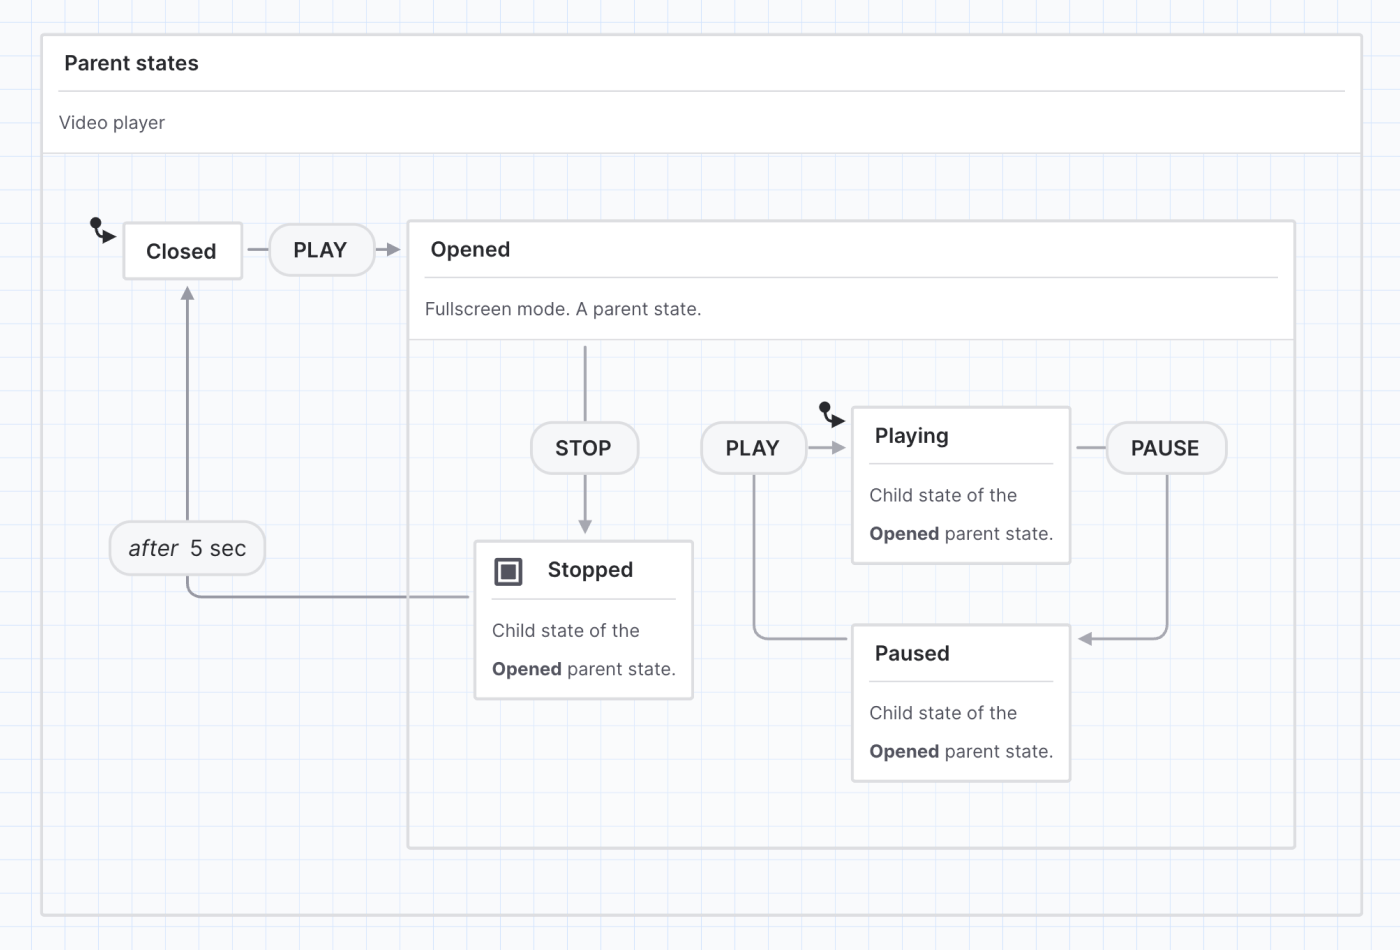 Parent states
Video player
Closed
PLAY
Opened
Fullscreen mode. A parent state.
STOP
PLAY
Playing
Child state of the
Opened parent state.
PAUSE
after 5 sec
Stopped
Child state of the
Opened parent state.
Paused
Child state of the
Opened parent state.